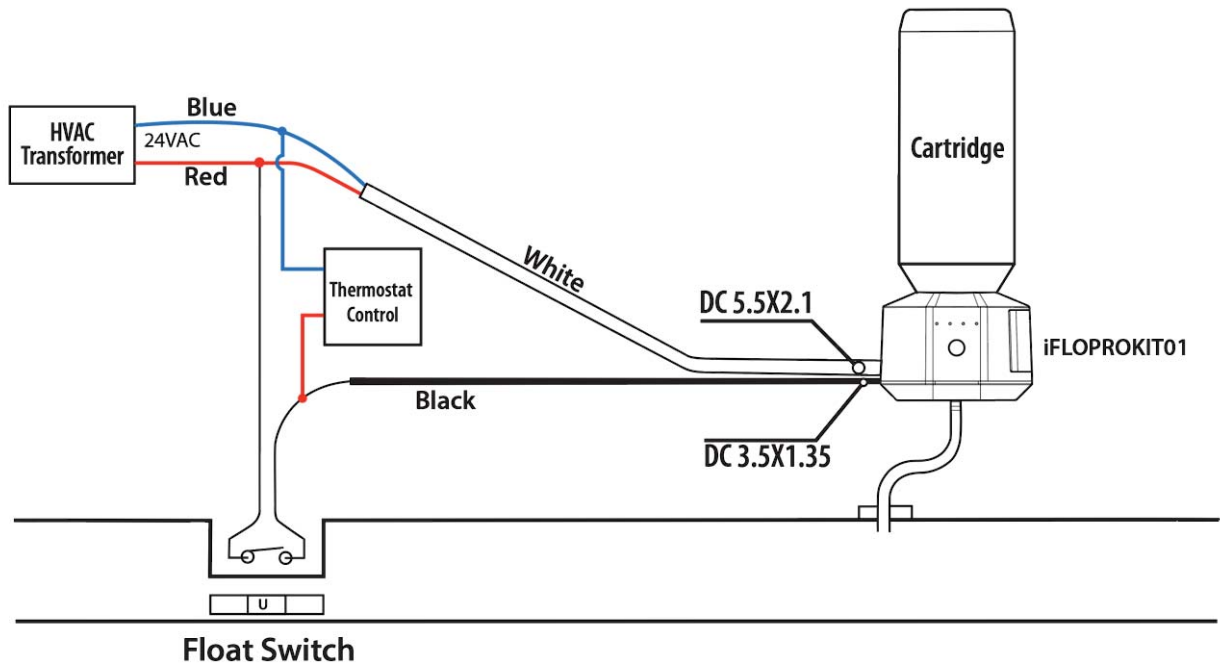 Blue
HVAC
Transformer
24VAC
Red
Cartridge
White
Thermostat
Control
DC 5.5X2.1
iFLOPROKIT01
Black
DC 3.5X1.35
U
Float Switch